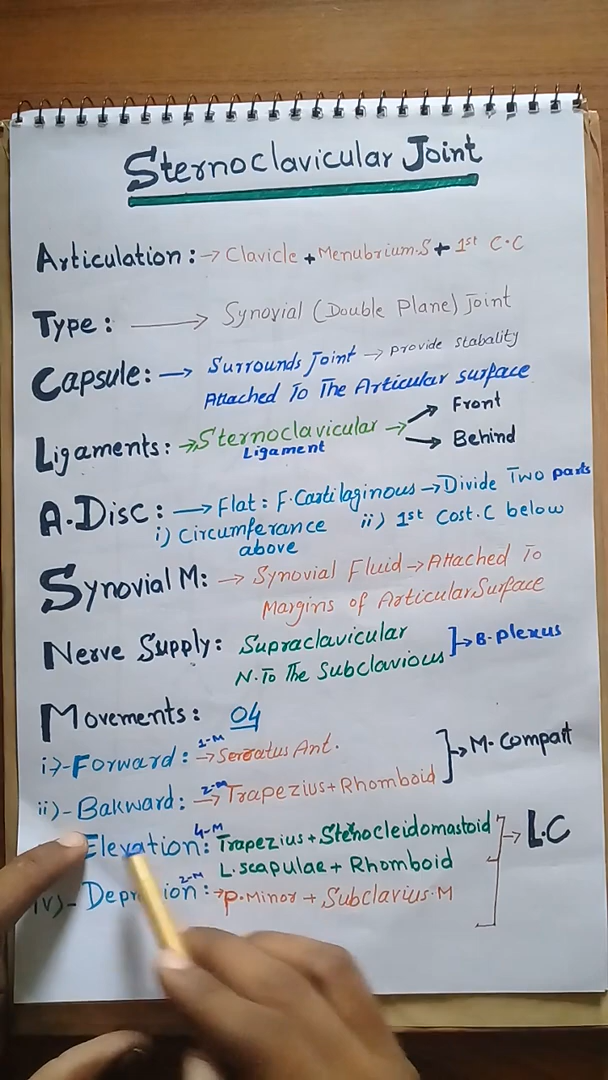 Sternoclavicular Joint
Articulation: → Clavicle + Menubrium.S + 1st C.C
Type: → Synovial (Double Plane) Joint
Capsule: → Surrounds Joint → provide stabality
Attached To The Articular surface
Ligaments: → Sternoclavicular → Front
Ligament Behind
A.Disc: → Flat: F.Cartilaginous → Divide Two parts
i) Circumferance ii) 1st Cost.C below
above
Synovial M: → Synovial Fluid → Attached To
Margins of Articular Surface
Nerve Supply: Supraclavicular
N.To The Subclavious → B.plexus
Movements: 04
i)-Forward: 1-M → Serratus Ant.
→ M.Compart
ii)-Bakward: 2-M → Trapezius + Rhomboid
Elevation: 4-M Trapezius + Stenocleidomastoid → L.C
L.scapulae + Rhomboid
iv)- Dep ion: 2-M → P.Minor + Subclavius.M